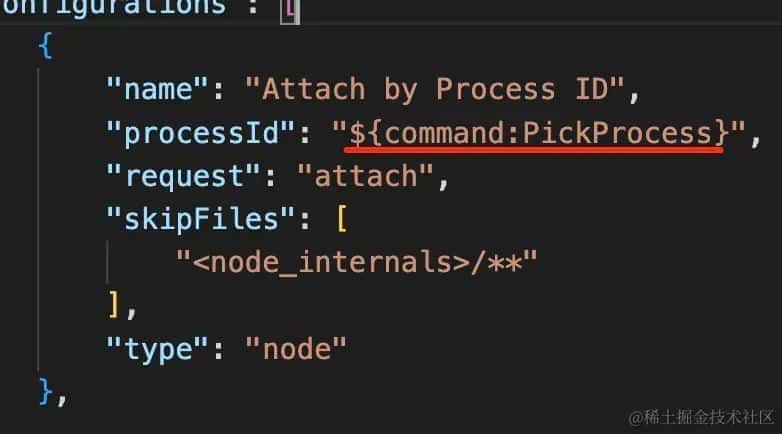 onfigurations": [
{
"name": "Attach by Process ID",
"processId": "${command:PickProcess}",
"request": "attach",
"skipFiles": [
"<node_internals>/**"
],
"type": "node"
},
@稀土掘金技术社区